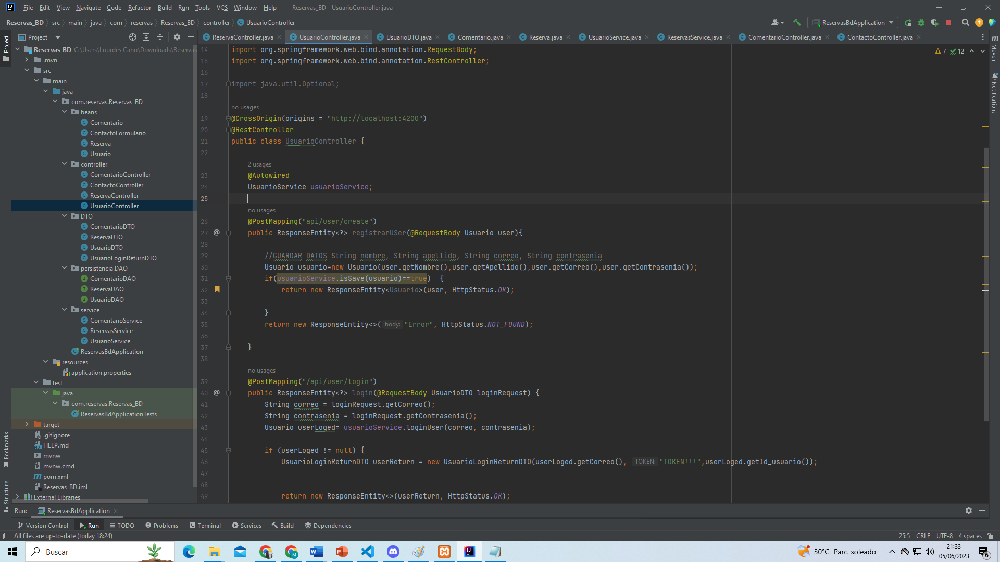 File Edit View Navigate Code Refactor Build Run Tools VCS Window Help Reservas_BD - UsuarioController.java
Reservas_BD src main java com reservas Reservas_BD controller UsuarioController ReservasBdApplication
Project ReservaController.java UsuarioController.java UsuarioDTO.java Comentario.java Reserva.java UsuarioService.java ReservasService.java ComentarioController.java ContactoController.java
Project
Bookmarks
Structure
Maven
Notifications
Reservas_BD C:\Users\Lourdes Cano\Downloads\Reservas
.mvn
src
main
java
com.reservas.Reservas_BD
beans
Comentario
ContactoFormulario
Reserva
Usuario
controller
ComentarioController
ContactoController
ReservaController
UsuarioController
DTO
ComentarioDTO
ReservaDTO
UsuarioDTO
UsuarioLoginReturnDTO
persistencia.DAO
ComentarioDAO
ReservaDAO
UsuarioDAO
service
ComentarioService
ReservasService
UsuarioService
ReservasBdApplication
resources
application.properties
test
java
com.reservas.Reservas_BD
ReservasBdApplicationTests
target
.gitignore
HELP.md
mvnw
mvnw.cmd
pom.xml
Reservas_BD.iml
External Libraries
7 12
14 import org.springframework.web.bind.annotation.RequestBody;
15 import org.springframework.web.bind.annotation.RestController;
16
17 import java.util.Optional;
18
no usages
19 @CrossOrigin(origins = "http://localhost:4200")
20 @RestController
21 public class UsuarioController {
22
2 usages
23 @Autowired
24 UsuarioService usuarioService;
25
no usages
26 @PostMapping("api/user/create")
27 @ public ResponseEntity<?> registrarUSer(@RequestBody Usuario user){
28
29 //GUARDAR DATOS String nombre, String apellido, String correo, String contrasenia
30 Usuario usuario=new Usuario(user.getNombre(),user.getApellido(),user.getCorreo(),user.getContrasenia());
31 if(usuarioService.isSave(usuario)==true) {
32 return new ResponseEntity<Usuario>(user, HttpStatus.OK);
33
34 }
35 return new ResponseEntity<>( body: "Error", HttpStatus.NOT_FOUND);
36
37 }
38
no usages
39 @PostMapping("/api/user/login")
40 @ public ResponseEntity<?> login(@RequestBody UsuarioDTO loginRequest) {
41 String correo = loginRequest.getCorreo();
42 String contrasenia = loginRequest.getContrasenia();
43 Usuario userLoged= usuarioService.loginUser(correo, contrasenia);
44
45 if (userLoged != null) {
46 UsuarioLoginReturnDTO userReturn = new UsuarioLoginReturnDTO(userLoged.getCorreo(), TOKEN: "TOKEN!!!",userLoged.getId_usuario());
47
48
49 return new ResponseEntity<>(userReturn, HttpStatus.OK);
Run: ReservasBdApplication
Version Control Run TODO Problems Terminal Services Build Dependencies
All files are up-to-date (today 18:24) 25:5 CRLF UTF-8 4 spaces
Buscar 30°C Parc. soleado 21:33
05/06/2023 6